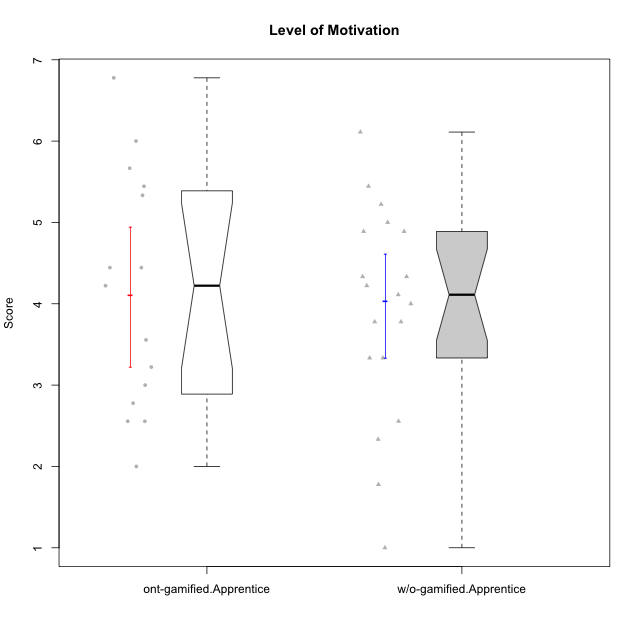 Level of Motivation
Score
7
6
5
4
3
2
1
ont-gamified.Apprentice
w/o-gamified.Apprentice